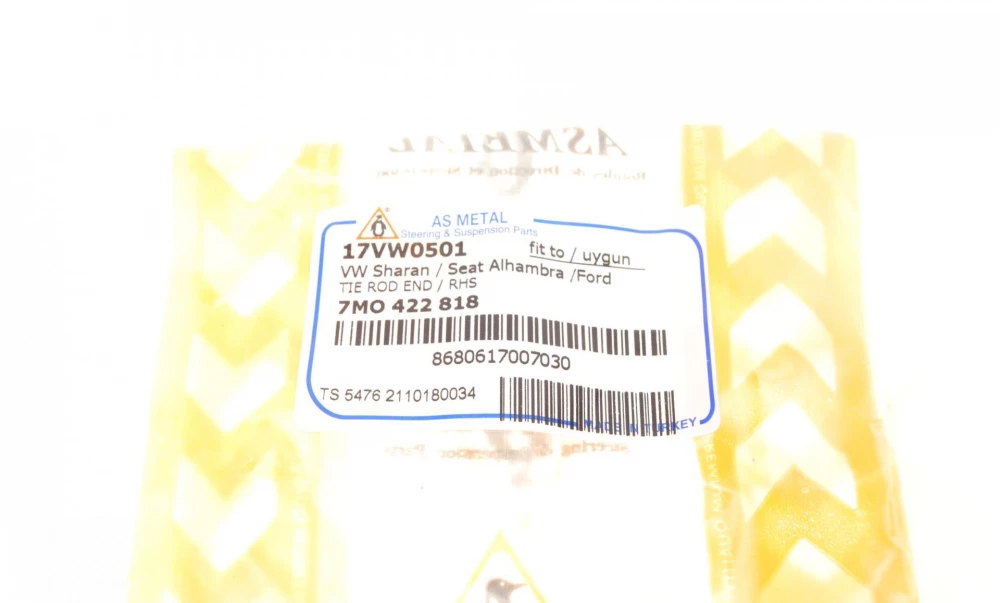 ASMETAL
AS METAL
Steering & Suspension Parts
17VW0501 fit to / uygun
VW Sharan / Seat Alhambra /Ford
TIE ROD END / RHS
7MO 422 818
8680617007030
TS 5476 2110180034
MADE IN TURKEY